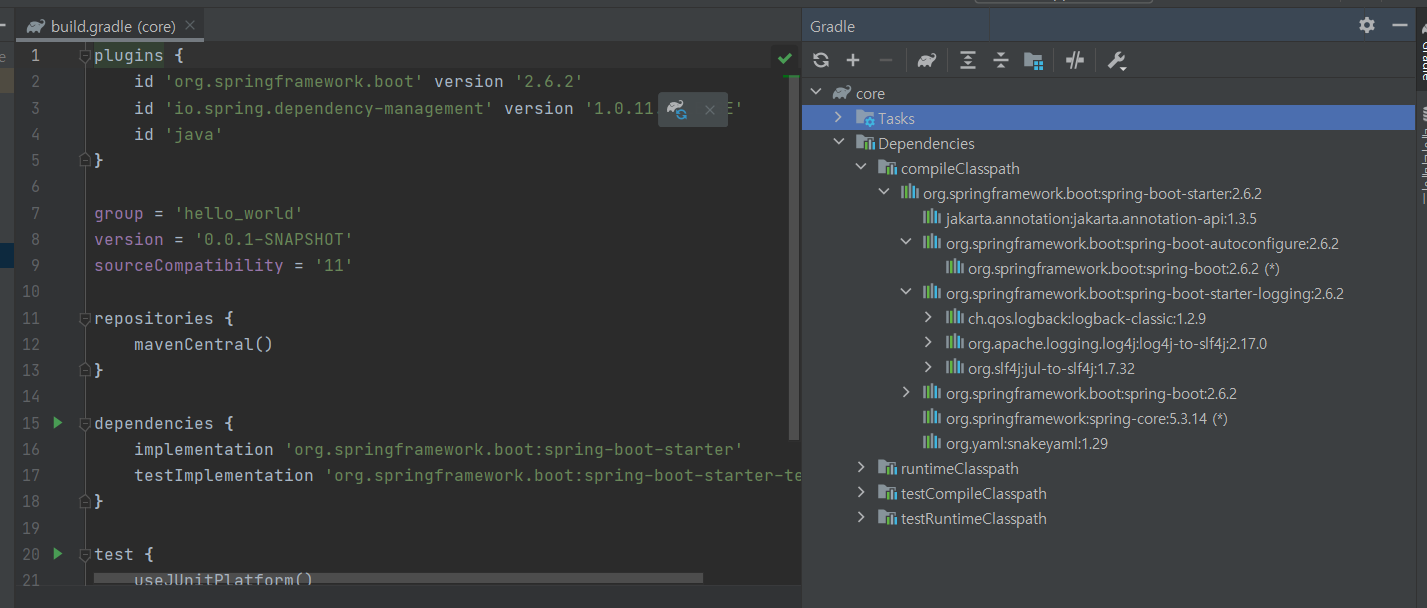 build.gradle (core)
1 plugins {
2 id 'org.springframework.boot' version '2.6.2'
3 id 'io.spring.dependency-management' version '1.0.11 E'
4 id 'java'
5 }
6
7 group = 'hello_world'
8 version = '0.0.1-SNAPSHOT'
9 sourceCompatibility = '11'
10
11 repositories {
12 mavenCentral()
13 }
14
15 dependencies {
16 implementation 'org.springframework.boot:spring-boot-starter'
17 testImplementation 'org.springframework.boot:spring-boot-starter-te
18 }
19
20 test {
21 useJUnitPlatform()
Gradle
core
Tasks
Dependencies
compileClasspath
org.springframework.boot:spring-boot-starter:2.6.2
jakarta.annotation:jakarta.annotation-api:1.3.5
org.springframework.boot:spring-boot-autoconfigure:2.6.2
org.springframework.boot:spring-boot:2.6.2 (*)
org.springframework.boot:spring-boot-starter-logging:2.6.2
ch.qos.logback:logback-classic:1.2.9
org.apache.logging.log4j:log4j-to-slf4j:2.17.0
org.slf4j:jul-to-slf4j:1.7.32
org.springframework.boot:spring-boot:2.6.2
org.springframework:spring-core:5.3.14 (*)
org.yaml:snakeyaml:1.29
runtimeClasspath
testCompileClasspath
testRuntimeClasspath